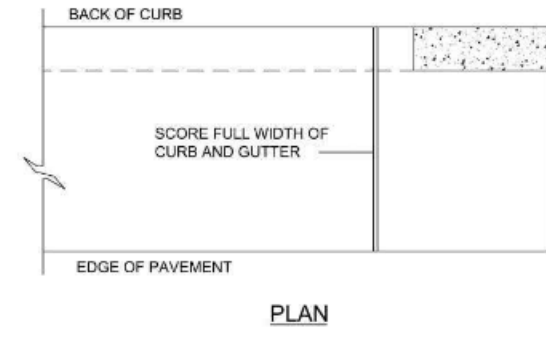 BACK OF CURB
SCORE FULL WIDTH OF
CURB AND GUTTER
EDGE OF PAVEMENT
PLAN